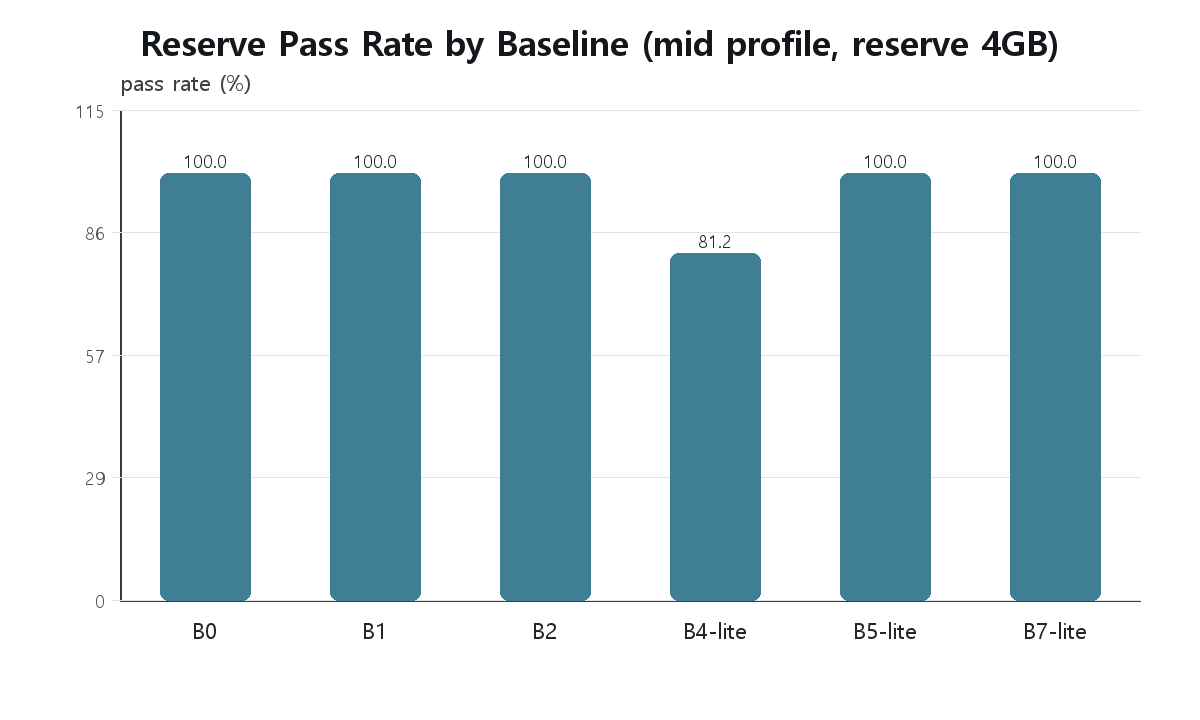 Reserve Pass Rate by Baseline (mid profile, reserve 4GB)
pass rate (%)
115
100.0 100.0 100.0 100.0 100.0
86
81.2
57
29
0
B0 B1 B2 B4-lite B5-lite B7-lite